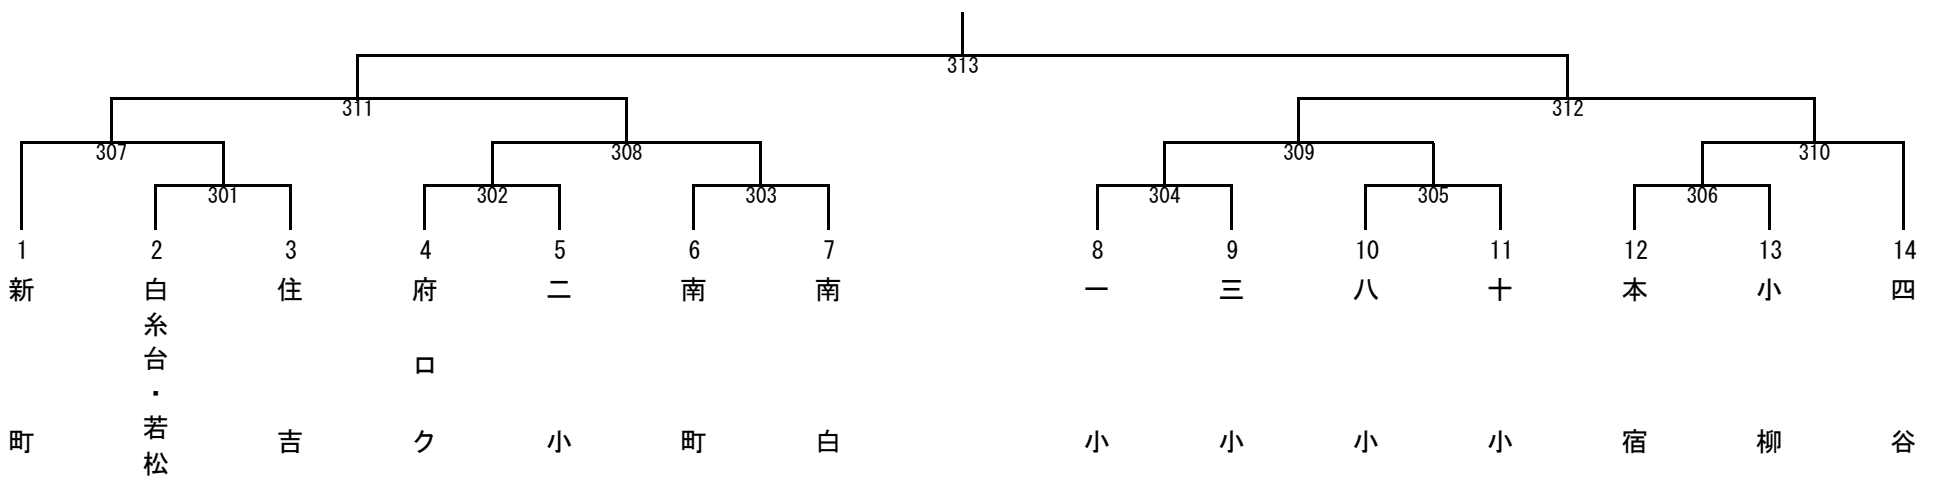 313
311 312
307 308 309 310
301 302 303 304 305 306
1 2 3 4 5 6 7 8 9 10 11 12 13 14
新町
白糸台・若松
住吉
府ロク
二小
南町
南白
一小
三小
八小
十小
本宿
小柳
四谷